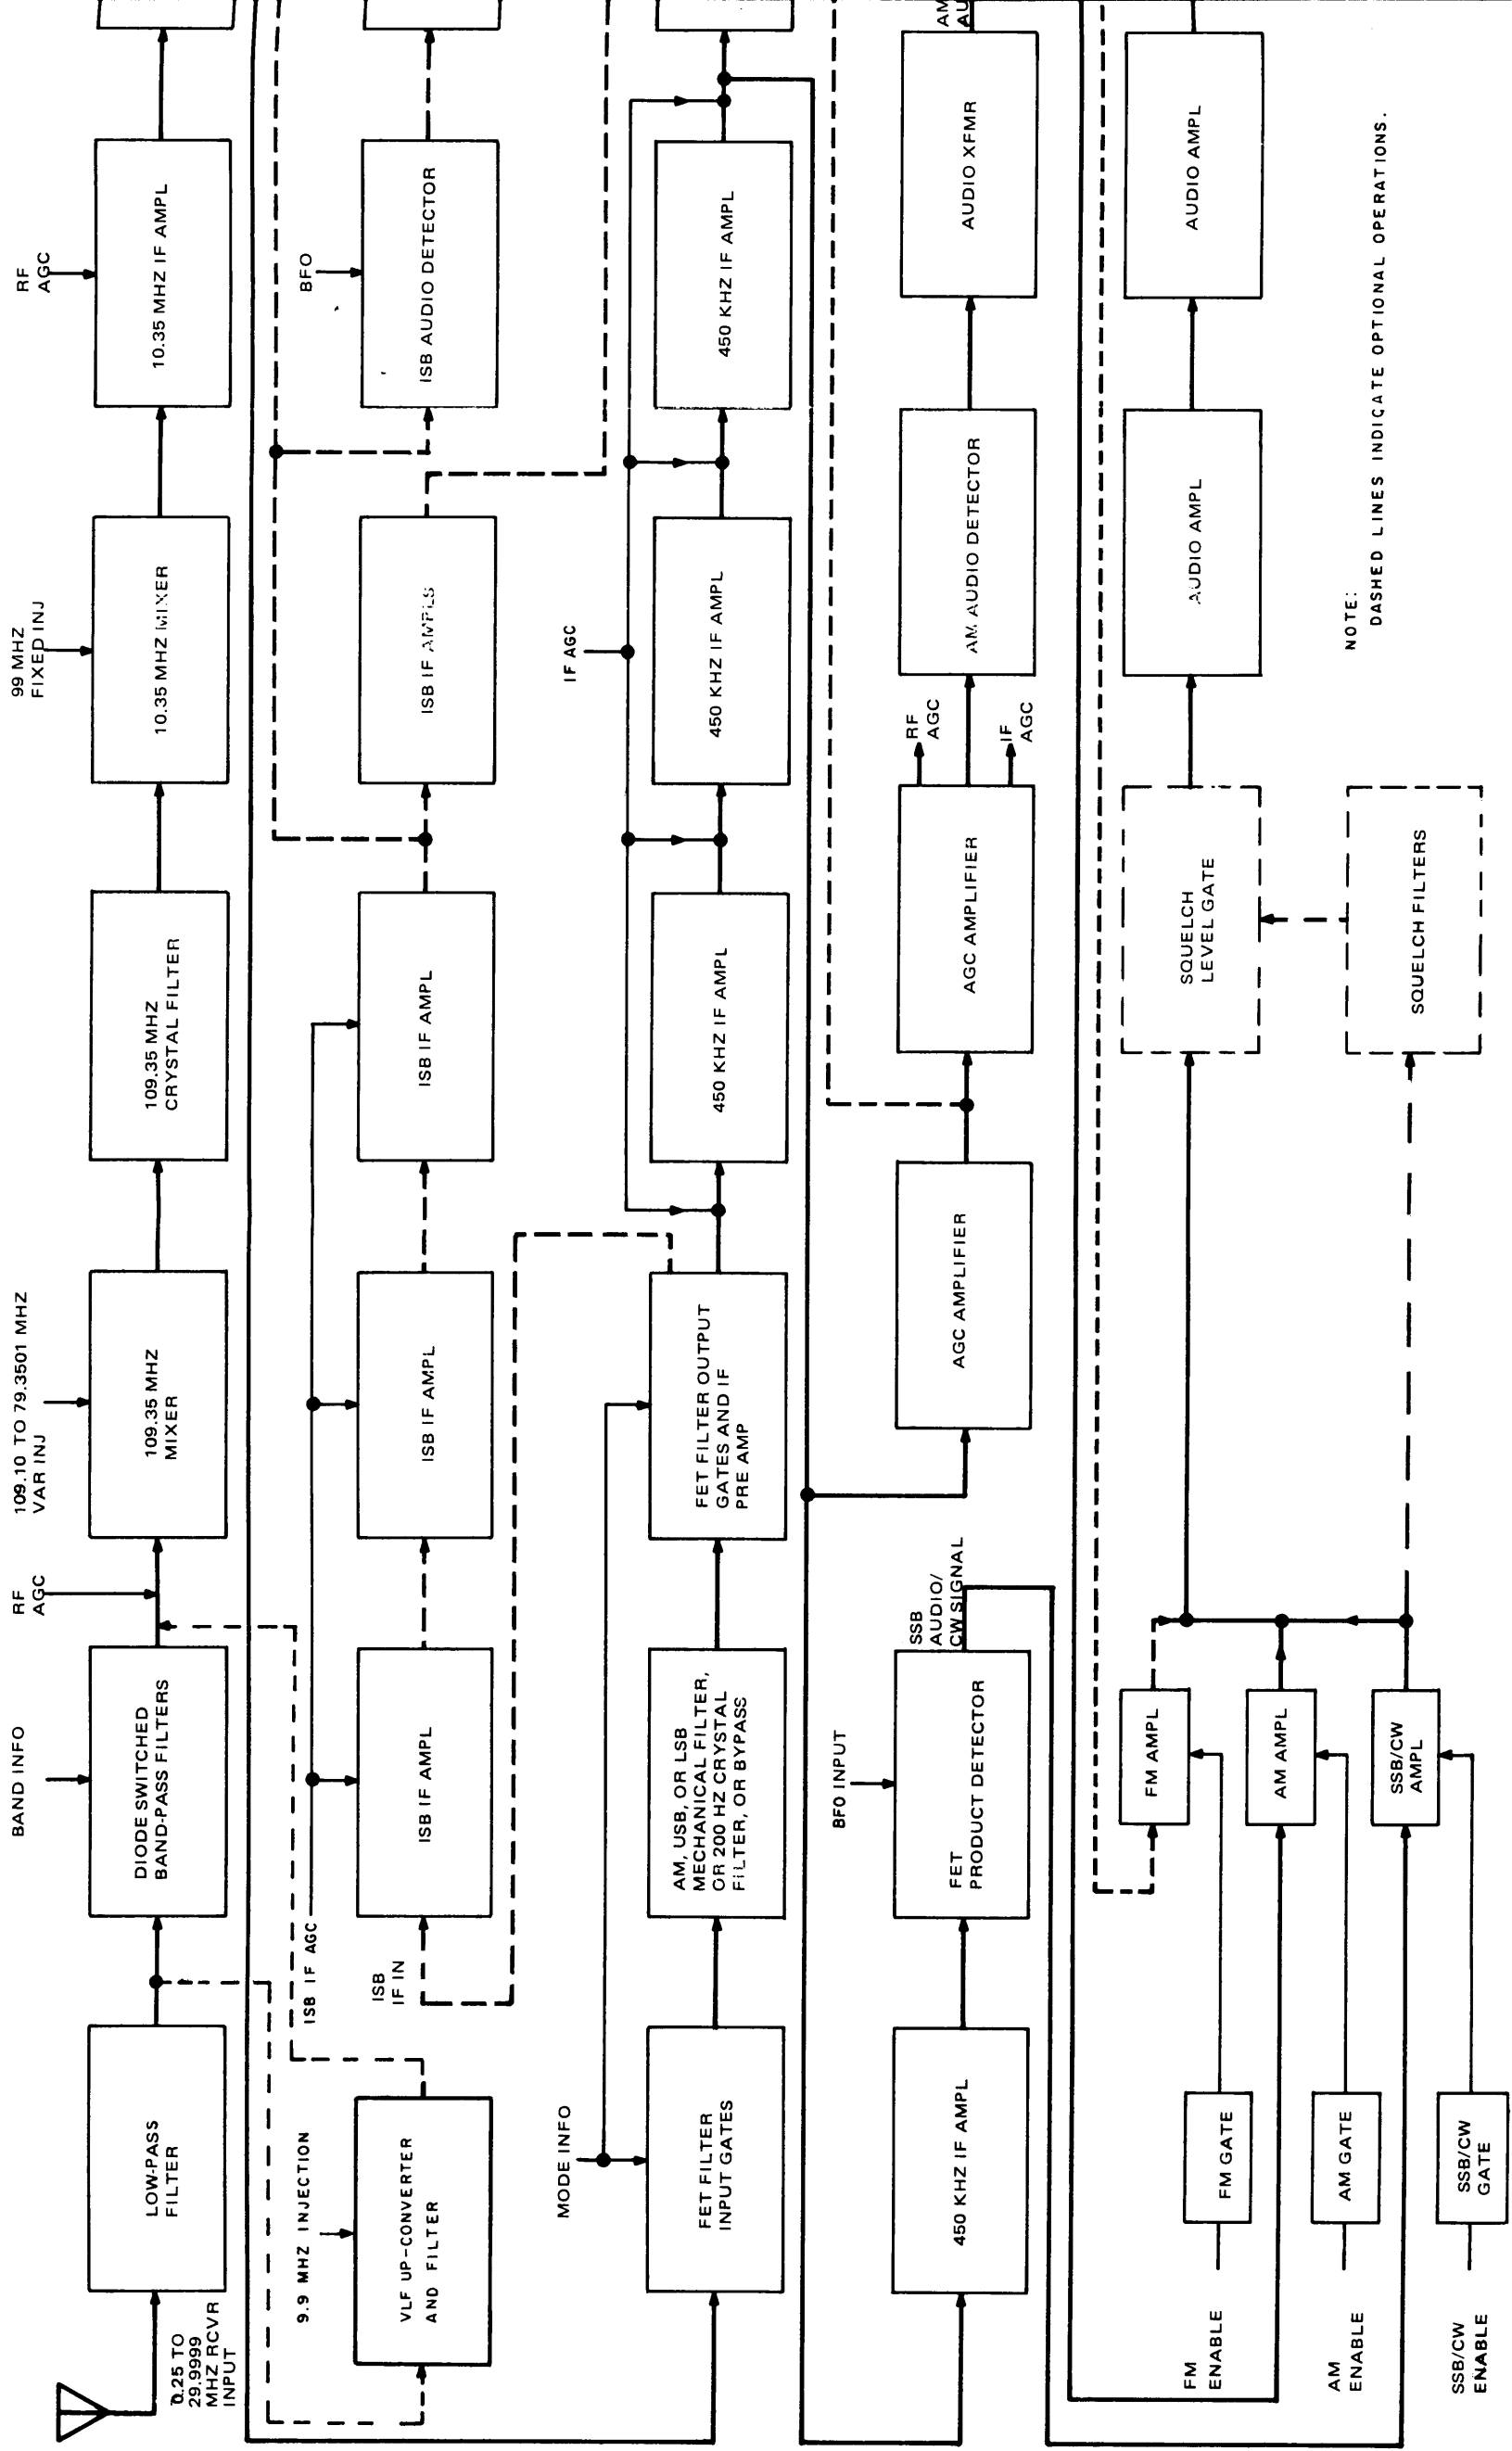 0.25 TO
29.9999
MHZ RCVR
INPUT
LOW-PASS
FILTER
BAND INFO
DIODE SWITCHED
BAND-PASS FILTERS
RF
AGC
109.10 TO 79.3501 MHZ
VAR INJ
109.35 MHZ
MIXER
109.35 MHZ
CRYSTAL FILTER
99 MHZ
FIXED INJ
10.35 MHZ MIXER
RF
AGC
10.35 MHZ IF AMPL
9.9 MHZ INJECTION
VLF UP-CONVERTER
AND FILTER
ISB IF AGC
ISB
IF IN
ISB IF AMPL
ISB IF AMPL
ISB IF AMPL
ISB IF AMPLS
BFO
ISB AUDIO DETECTOR
MODE INFO
FET FILTER
INPUT GATES
AM, USB, OR LSB
MECHANICAL FILTER,
OR 200 HZ CRYSTAL
FILTER, OR BYPASS
FET FILTER OUTPUT
GATES AND IF
PRE AMP
450 KHZ IF AMPL
IF AGC
450 KHZ IF AMPL
450 KHZ IF AMPL
450 KHZ IF AMPL
BFO INPUT
FET
PRODUCT DETECTOR
SSB
AUDIO/
CW SIGNAL
AGC AMPLIFIER
AGC AMPLIFIER
RF
AGC
IF
AGC
AM AUDIO DETECTOR
AUDIO XFMR
AM
FM
ENABLE
FM GATE
FM AMPL
AM
ENABLE
AM GATE
AM AMPL
SSB/CW
ENABLE
SSB/CW
GATE
SSB/CW
AMPL
SQUELCH
LEVEL GATE
SQUELCH FILTERS
AUDIO AMPL
AUDIO AMPL
NOTE:
DASHED LINES INDICATE OPTIONAL OPERATIONS.